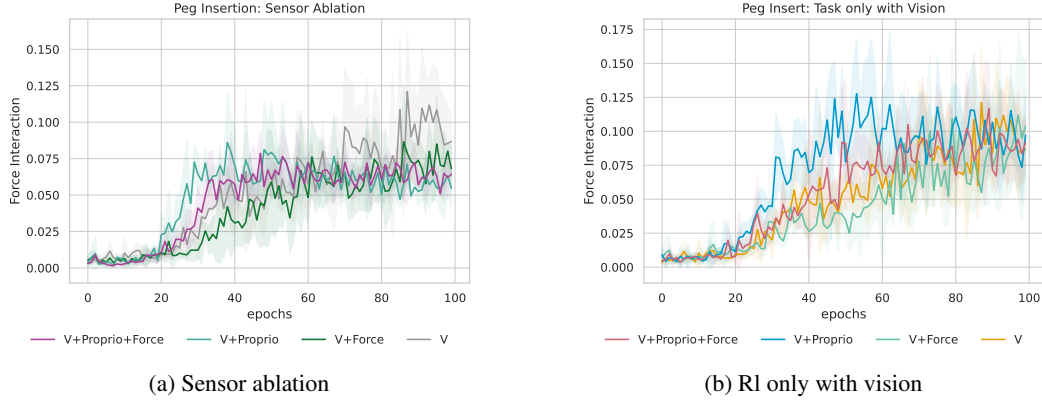 Peg Insertion: Sensor Ablation
0.150
0.125
0.100
0.075
0.050
0.025
0.000
Force Interaction
0 20 40 60 80 100
epochs
V+Proprio+Force V+Proprio V+Force V
(a) Sensor ablation
Peg Insert: Task only with Vision
0.175
0.150
0.125
0.100
0.075
0.050
0.025
0.000
Force Interaction
0 20 40 60 80 100
epochs
V+Proprio+Force V+Proprio V+Force V
(b) Rl only with vision